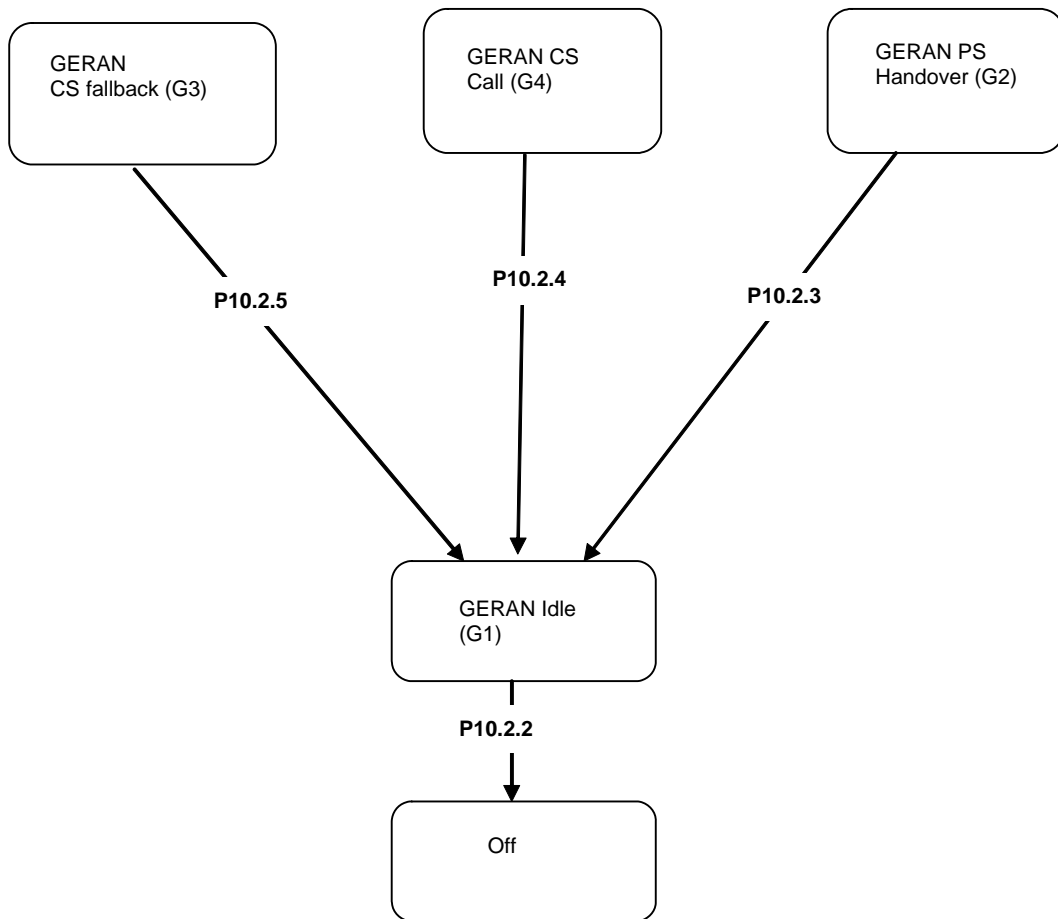 GERAN
CS fallback (G3)
GERAN CS
Call (G4)
GERAN PS
Handover (G2)
P10.2.5
P10.2.4
P10.2.3
GERAN Idle
(G1)
P10.2.2
Off